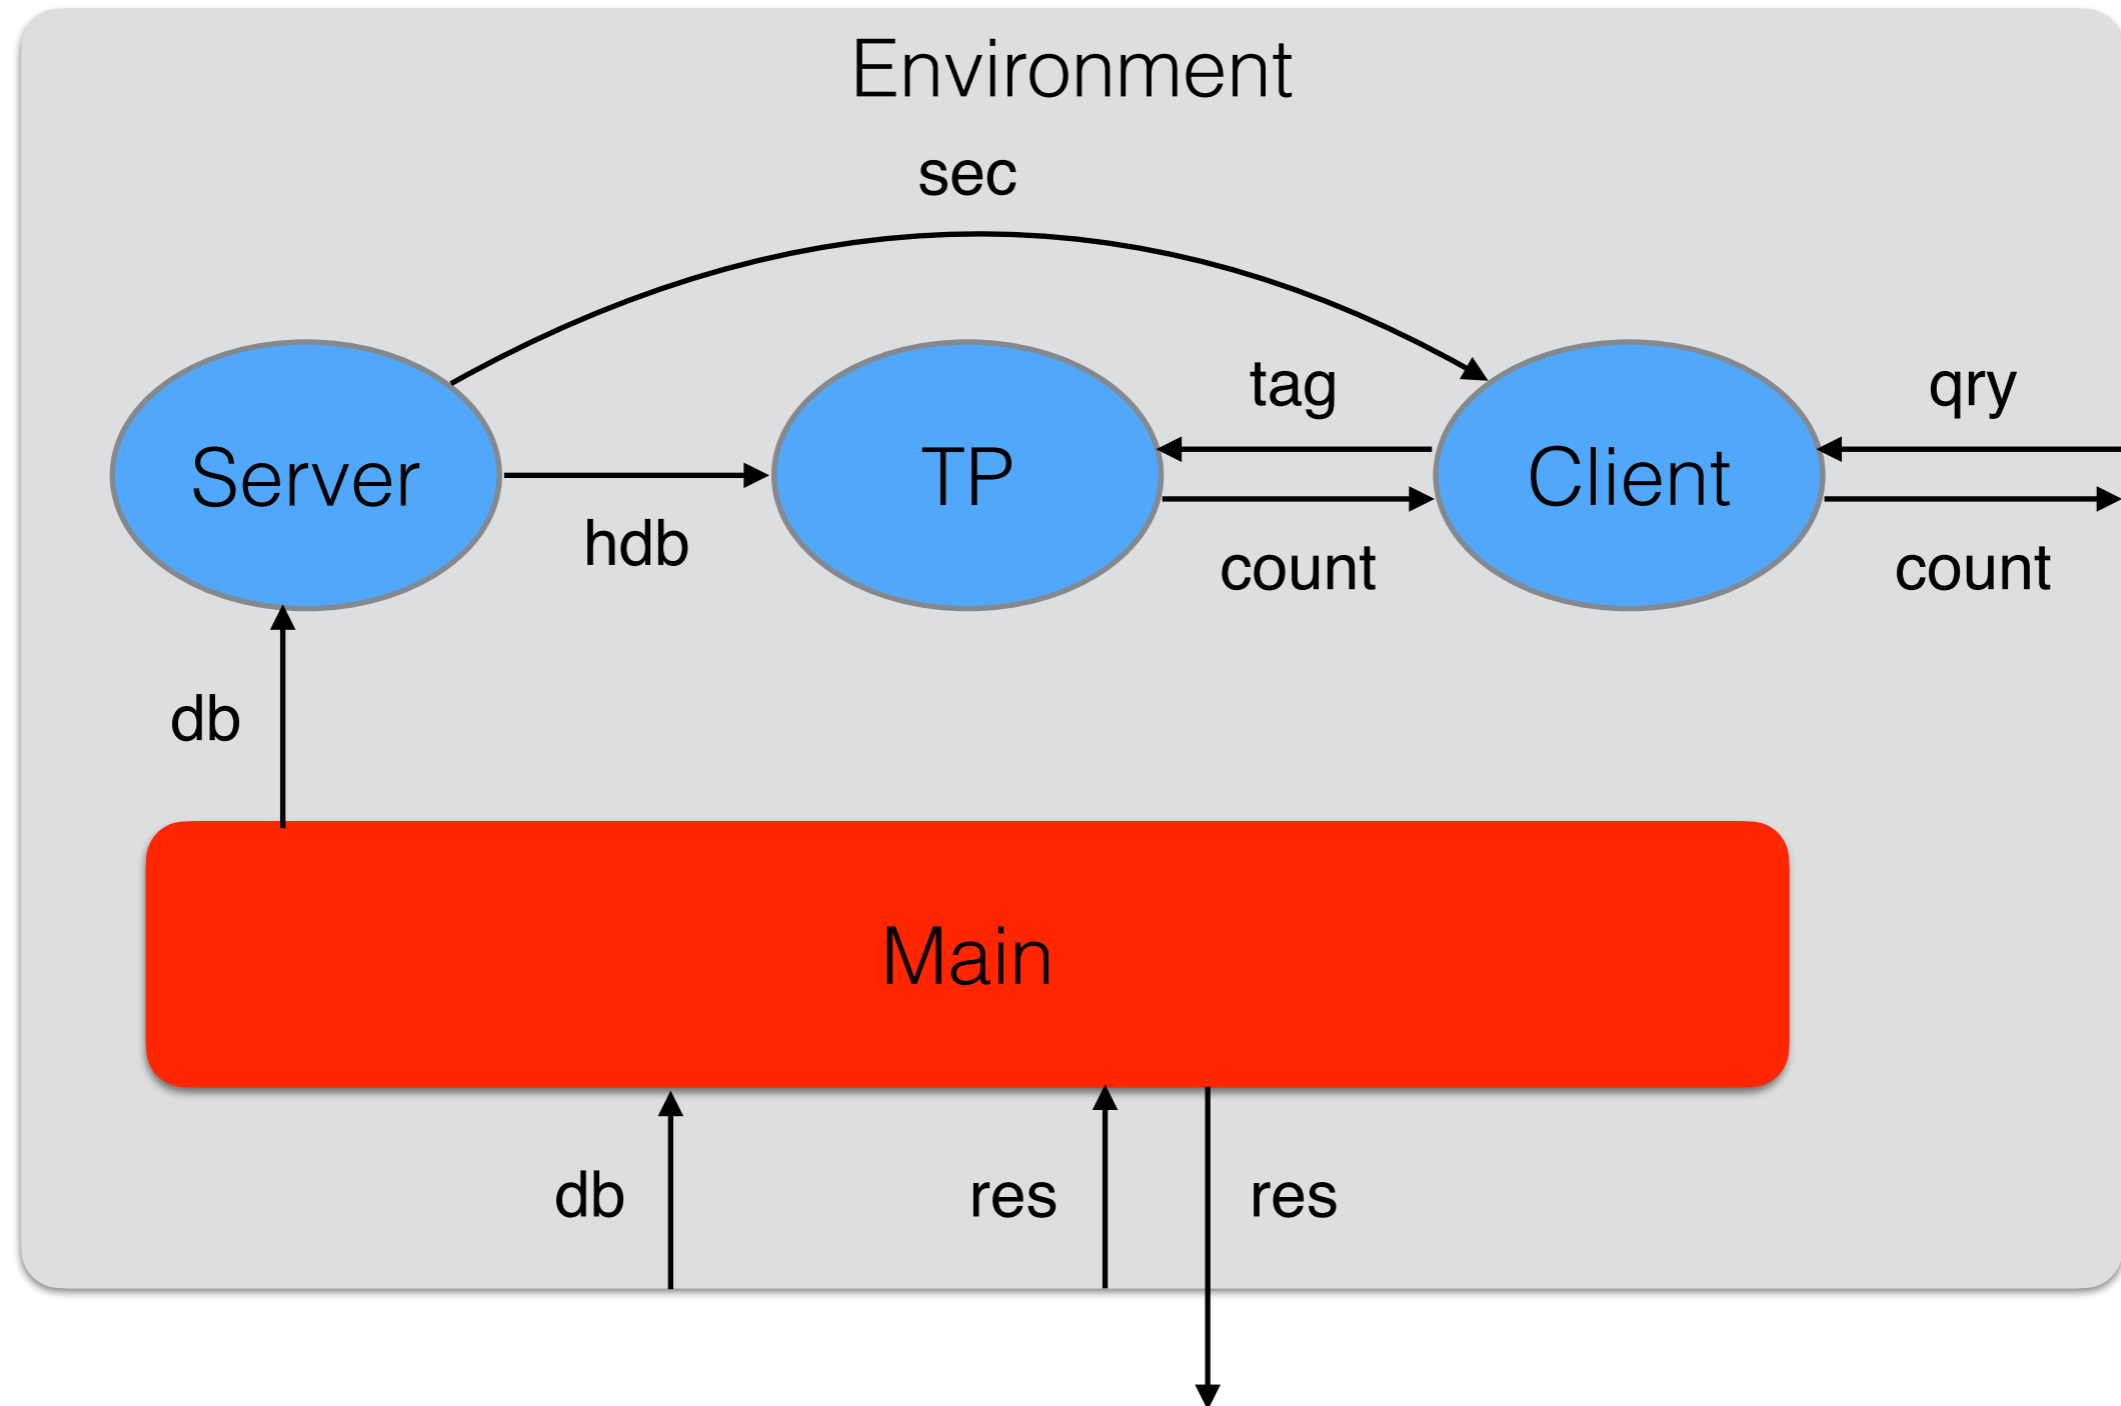 Environment
sec
tag
qry
Server
TP
Client
hdb
count
count
db
Main
db
res
res